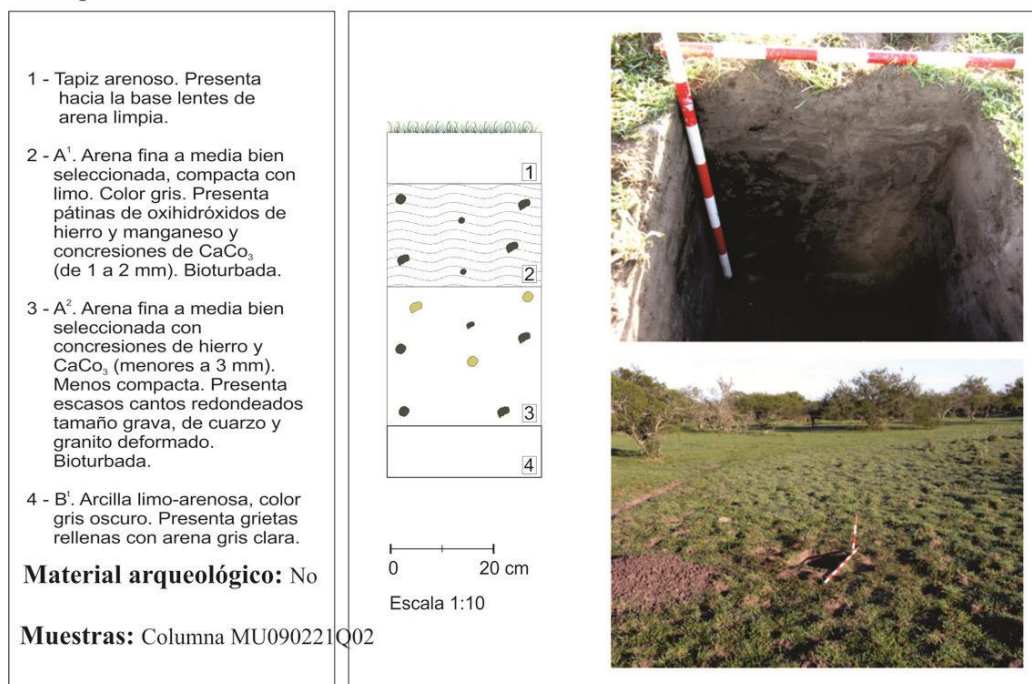 1 - Tapiz arenoso. Presenta
hacia la base lentes de
arena limpia.
2 - A¹. Arena fina a media bien
seleccionada, compacta con
limo. Color gris. Presenta
pátinas de oxihidróxidos de
hierro y manganeso y
concresiones de CaCo₃
(de 1 a 2 mm). Bioturbada.
3 - A². Arena fina a media bien
seleccionada con
concresiones de hierro y
CaCo₃ (menores a 3 mm).
Menos compacta. Presenta
escasos cantos redondeados
tamaño grava, de cuarzo y
granito deformado.
Bioturbada.
4 - Bᵗ. Arcilla limo-arenosa, color
gris oscuro. Presenta grietas
rellenas con arena gris clara.
Material arqueológico: No
Muestras: Columna MU090221Q02
1
2
3
4
0 20 cm
Escala 1:10